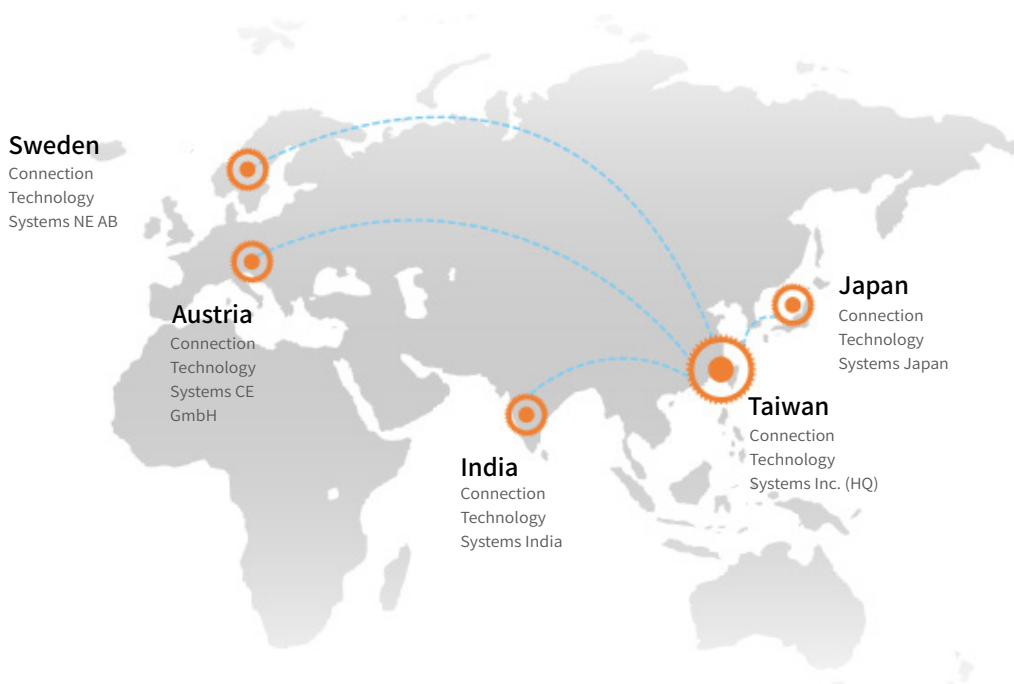 Sweden
Connection
Technology
Systems NE AB
Austria
Connection
Technology
Systems CE
GmbH
India
Connection
Technology
Systems India
Japan
Connection
Technology
Systems Japan
Taiwan
Connection
Technology
Systems Inc. (HQ)